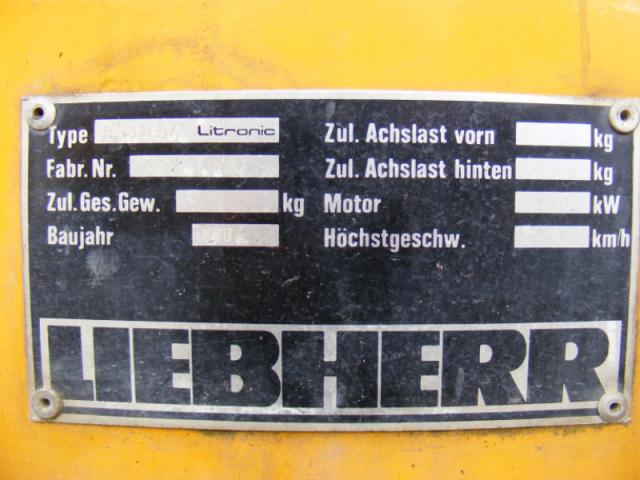 Type Litronic
Fabr. Nr.
Zul. Ges. Gew. kg
Baujahr
Zul. Achslast vorn kg
Zul. Achslast hinten kg
Motor kW
Höchstgeschw. km/h
LIEBHERR